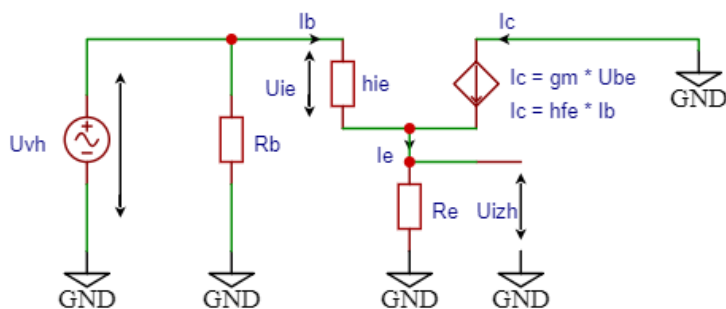 Ib
Ic
Uie
hie
Ic = gm * Ube
Ic = hfe * Ib
GND
Uvh
Rb
Ie
Re
Uizh
GND
GND
GND
GND